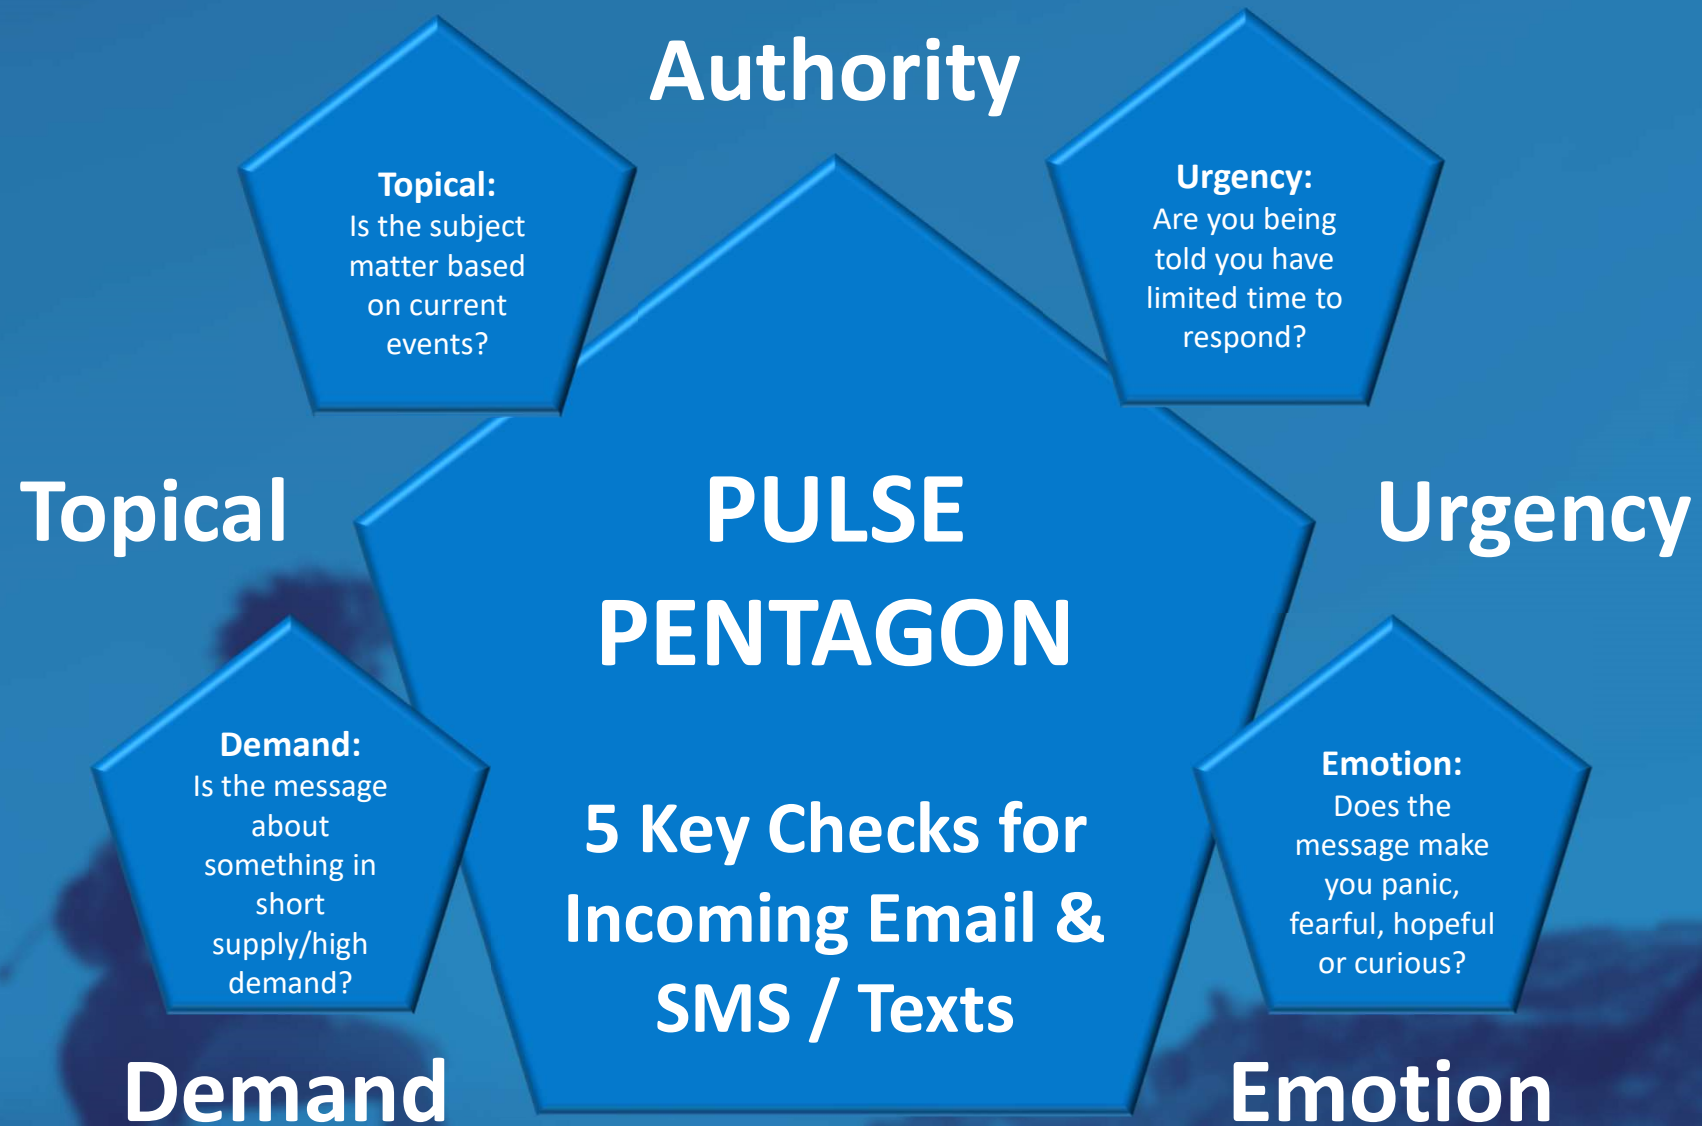 Authority
Topical:
Is the subject
matter based
on current
events?
Urgency:
Are you being
told you have
limited time to
respond?
Topical
PULSE
PENTAGON
Urgency
Demand:
Is the message
about
something in
short
supply/high
demand?
5 Key Checks for
Incoming Email &
SMS / Texts
Emotion:
Does the
message make
you panic,
fearful, hopeful
or curious?
Demand
Emotion